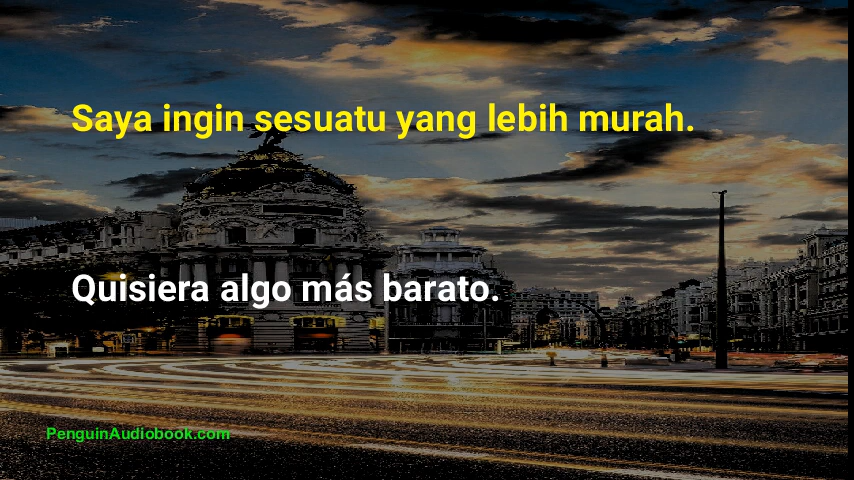 Saya ingin sesuatu yang lebih murah.
Quisiera algo más barato.
PenguinAudiobook.com